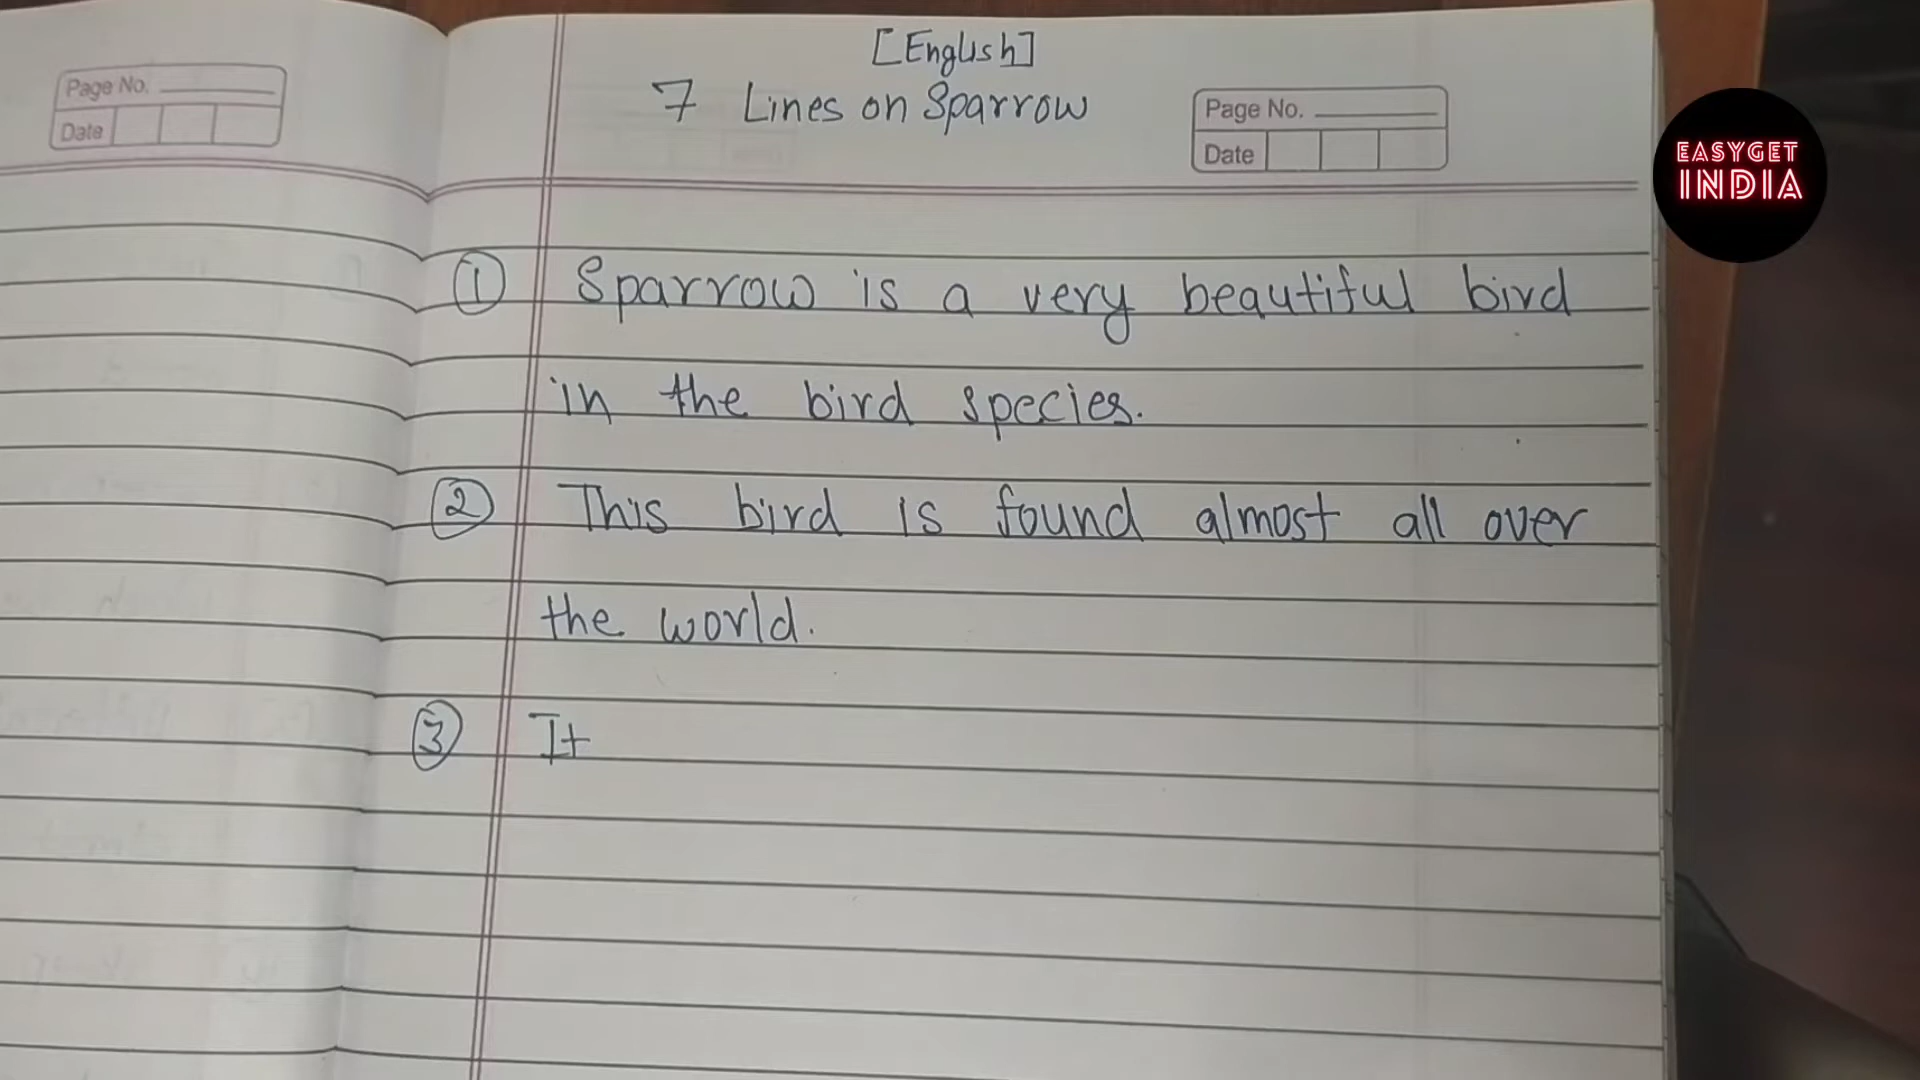 [English]
7 Lines on Sparrow
Page No.
Date
Page No.
Date
EASYGET
INDIA
① Sparrow is a very beautiful bird
in the bird species.
② This bird is found almost all over
the world.
③ It